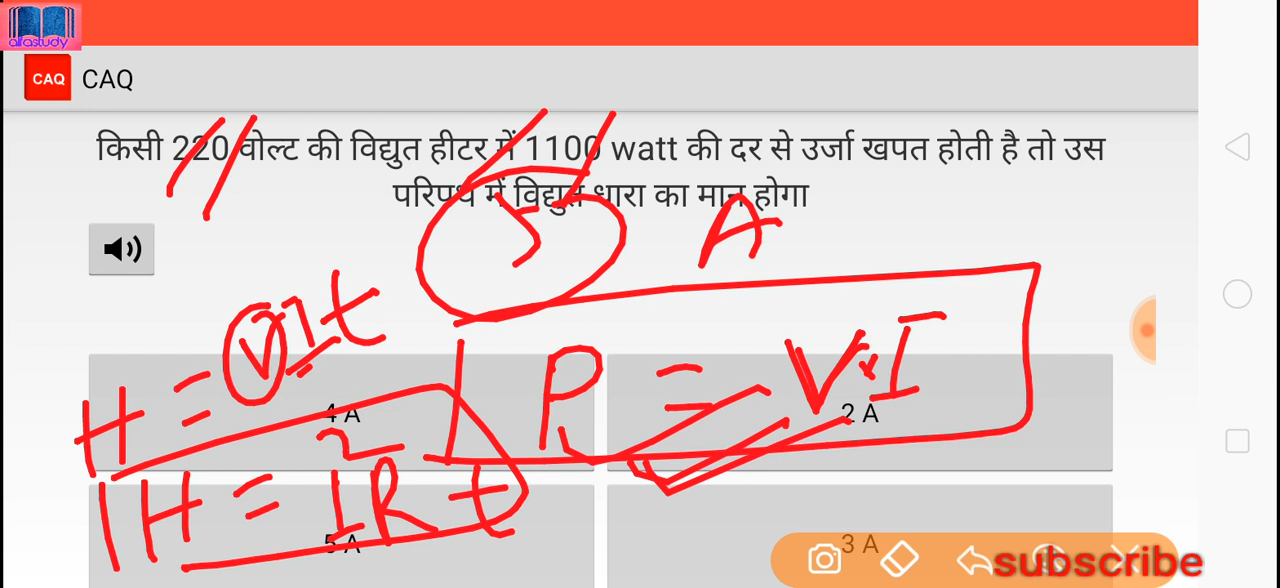 alfastudy
CAQ CAQ
किसी 220 वोल्ट की विद्युत हीटर में 1100 watt की दर से उर्जा खपत होती है तो उस
परिपथ में विद्युत धारा का मान होगा
5 A
H = VIt
P = V×I
4 A
2 A
H = I²Rt
5 A
3 A
subscribe